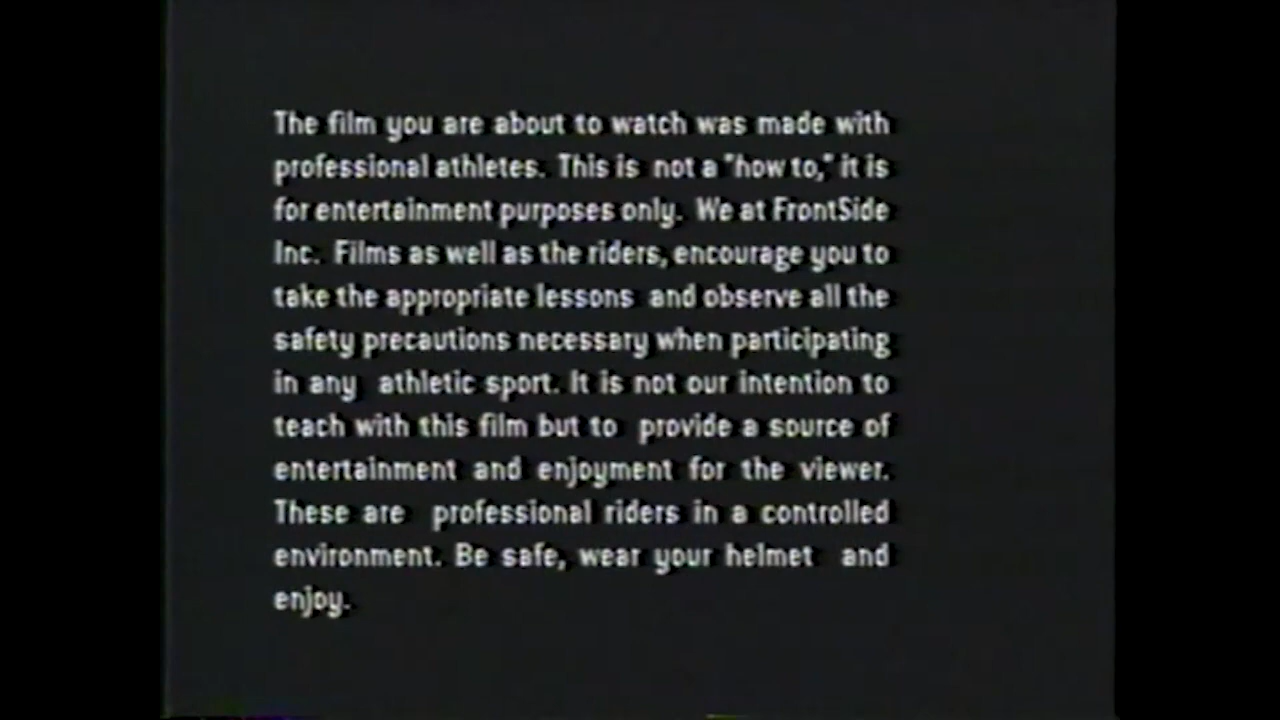 The film you are about to watch was made with
professional athletes. This is not a "how to," it is
for entertainment purposes only. We at FrontSide
Inc. Films as well as the riders, encourage you to
take the appropriate lessons and observe all the
safety precautions necessary when participating
in any athletic sport. It is not our intention to
teach with this film but to provide a source of
entertainment and enjoyment for the viewer.
These are professional riders in a controlled
environment. Be safe, wear your helmet and
enjoy.